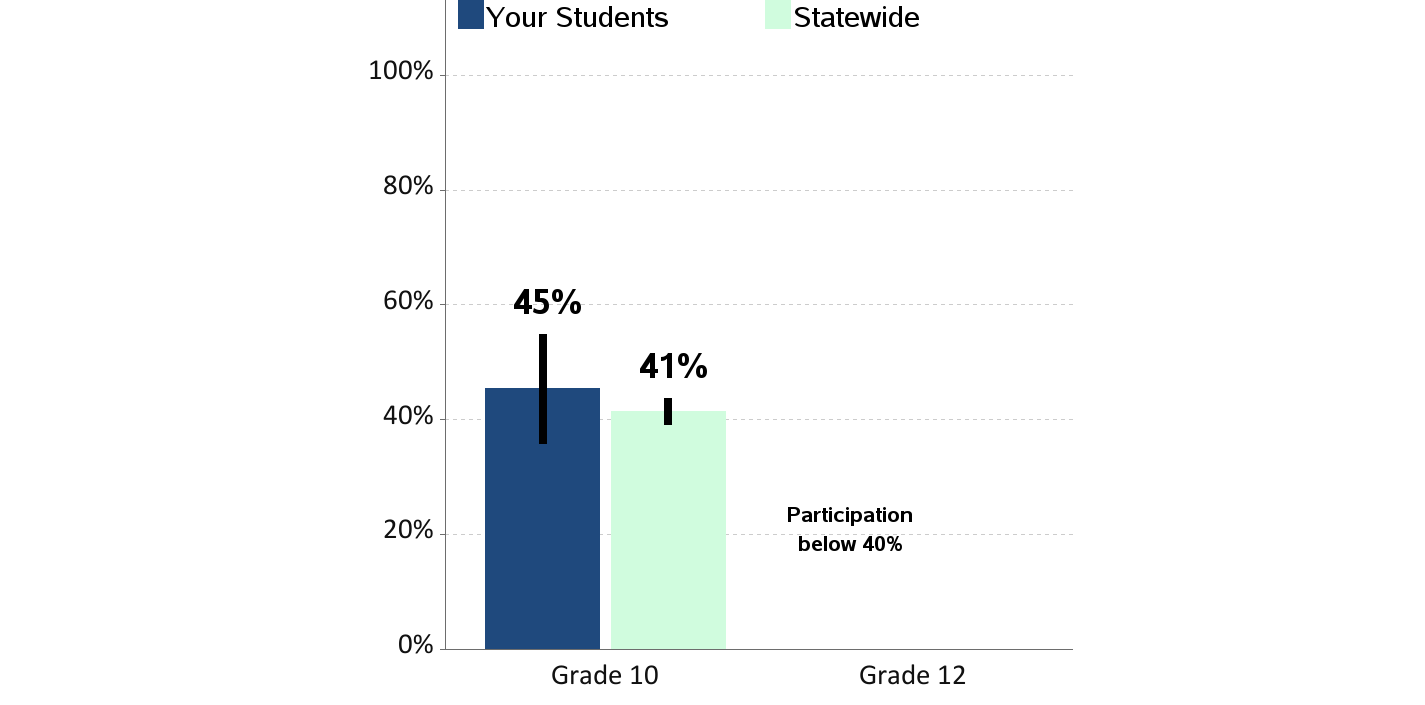 Your Students
Statewide
100%
80%
60%
40%
20%
0%
45%
41%
Participation
below 40%
Grade 10
Grade 12